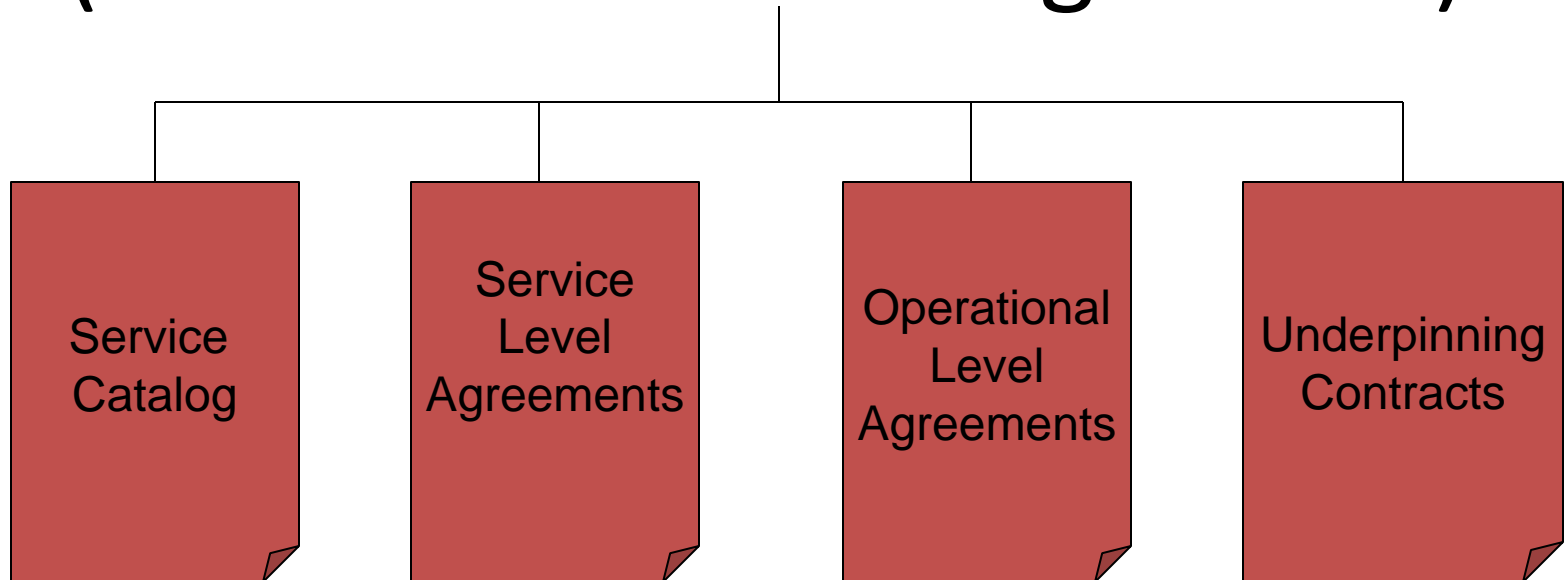 Service
Catalog
Service
Level
Agreements
Operational
Level
Agreements
Underpinning
Contracts